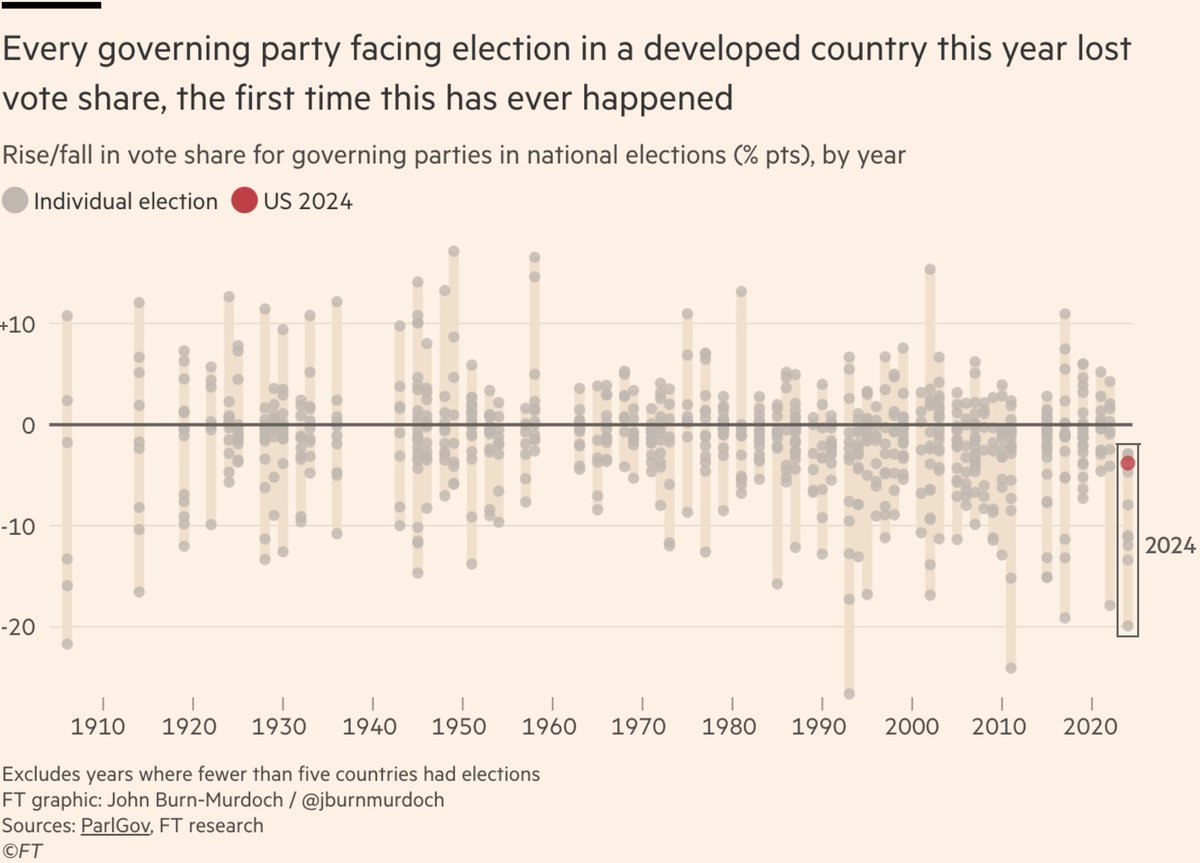 Every governing party facing election in a developed country this year lost
vote share, the first time this has ever happened
Rise/fall in vote share for governing parties in national elections (% pts), by year
Individual election US 2024
+10
0
-10
-20
2024
1910 1920 1930 1940 1950 1960 1970 1980 1990 2000 2010 2020
Excludes years where fewer than five countries had elections
FT graphic: John Burn-Murdoch / @jburnmurdoch
Sources: ParlGov, FT research
©FT